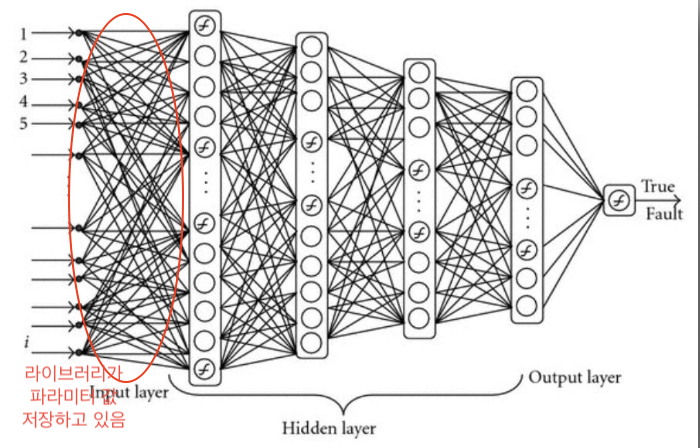 1
2
3
4
5
i
f
f
f
f
f
f
f
f
f
f
f
True
Fault
라이브러리가
파라미터 값
저장하고 있음
Input layer
Hidden layer
Output layer